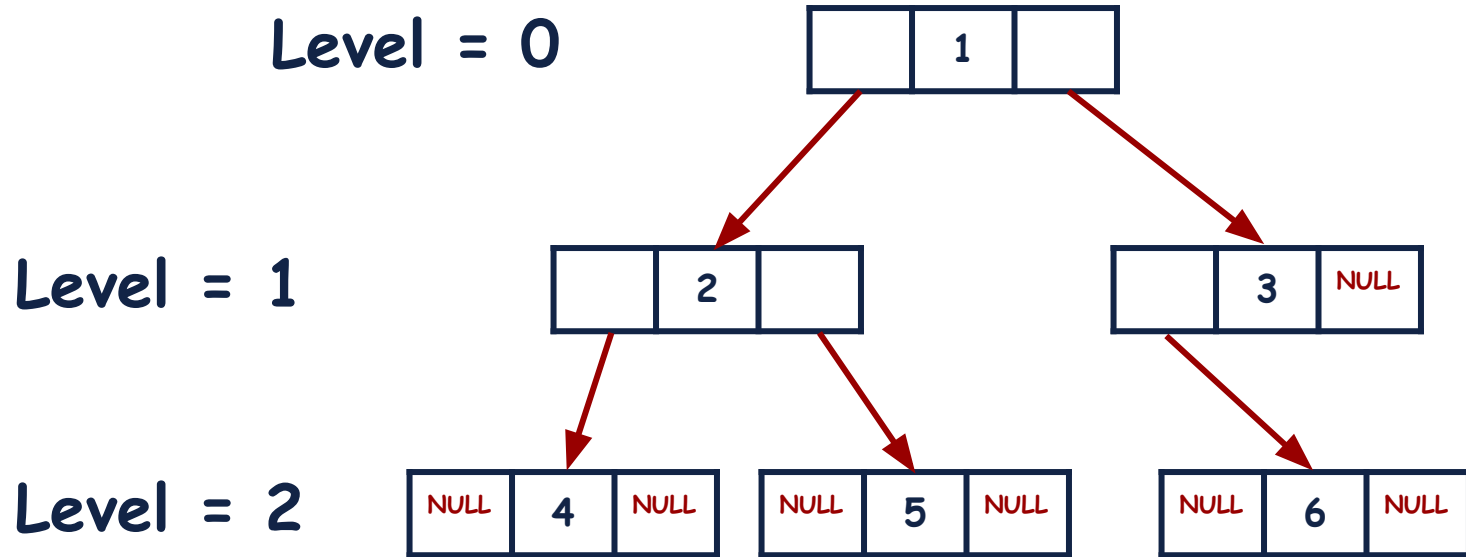 Level = 0
1
Level = 1
2
3 NULL
Level = 2
NULL 4 NULL
NULL 5 NULL
NULL 6 NULL